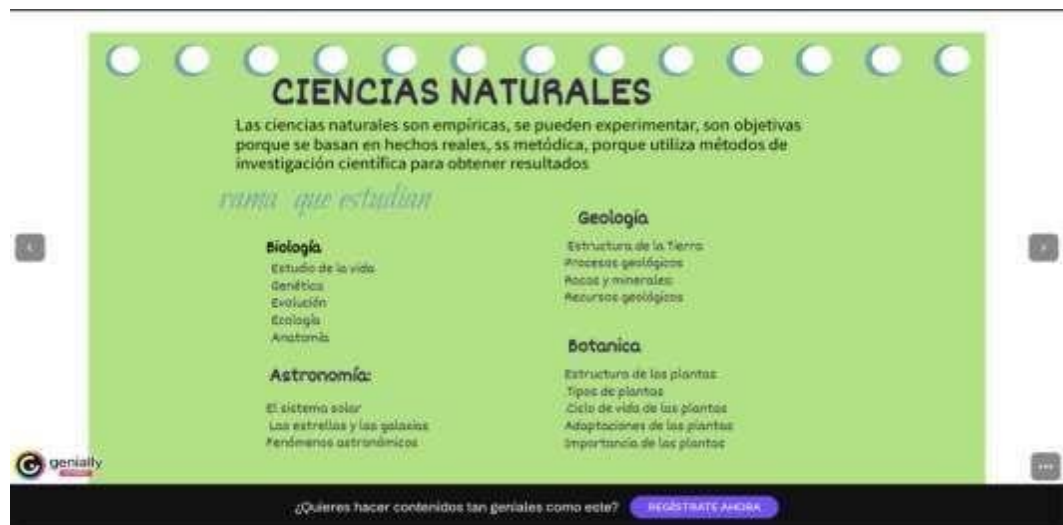 CIENCIAS NATURALES
Las ciencias naturales son empíricas, se pueden experimentar, son objetivas
porque se basan en hechos reales, ss metódica, porque utiliza métodos de
investigación científica para obtener resultados
rama que estudian
Biología
Estudio de la vida
Genética
Evolución
Ecología
Anatomía
Astronomía:
El sistema solar
Las estrellas y las galaxias
Fenómenos astronómicos
Geología
Estructura de la Tierra
Procesos geológicos
Rocas y minerales
Recursos geológicos
Botanica
Estructura de las plantas
Tipos de plantas
Ciclo de vida de las plantas
Adaptaciones de las plantas
Importancia de las plantas
genially
¿Quieres hacer contenidos tan geniales como este? REGÍSTRATE AHORA